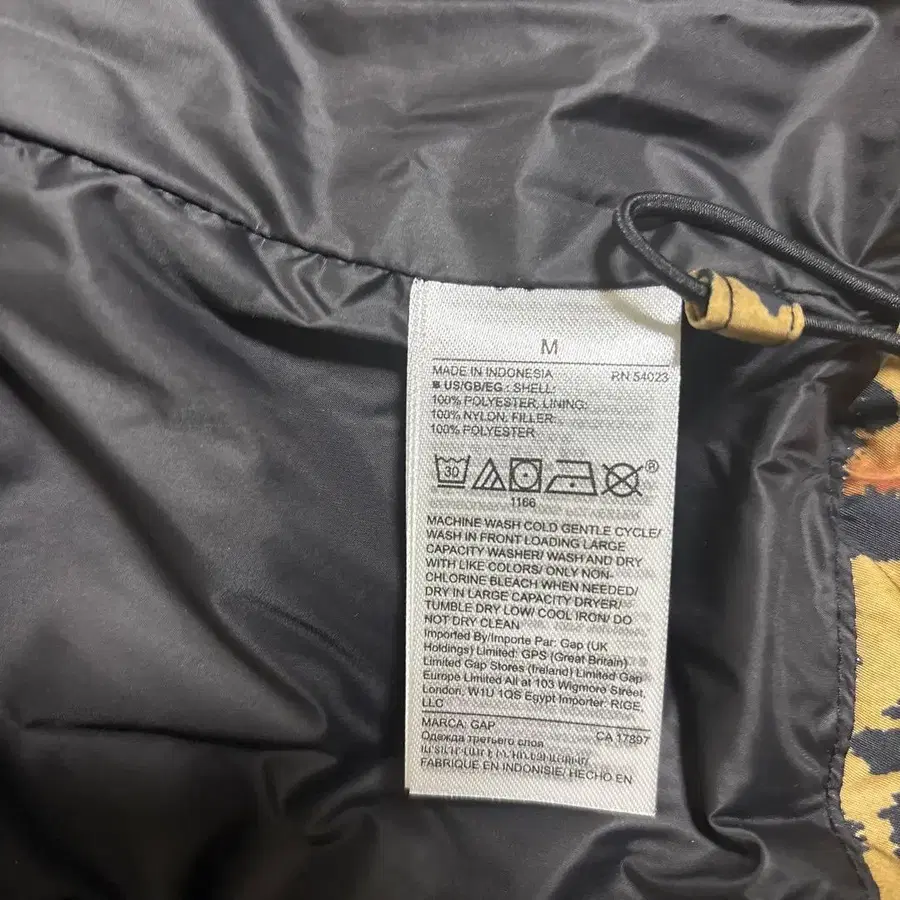 M
MADE IN INDONESIA RN 54023
US/GB/EG : SHELL:
100% POLYESTER, LINING:
100% NYLON, FILLER:
100% POLYESTER
30
®
1166
MACHINE WASH COLD GENTLE CYCLE/
WASH IN FRONT LOADING LARGE
CAPACITY WASHER/ WASH AND DRY
WITH LIKE COLORS/ ONLY NON-
CHLORINE BLEACH WHEN NEEDED/
DRY IN LARGE CAPACITY DRYER/
TUMBLE DRY LOW/ COOL IRON/ DO
NOT DRY CLEAN
Imported By/Importe Par: Gap (UK
Holdings) Limited: GPS (Great Britain)
Limited Gap Stores (Ireland) Limited Gap
Europe Limited All at 103 Wigmore Street,
London, W1U 1QS Egypt Importer: RIGE,
LLC
MARCA: GAP CA 17897
Одежда третьего слоя
FABRIQUE EN INDONISIE/ HECHO EN